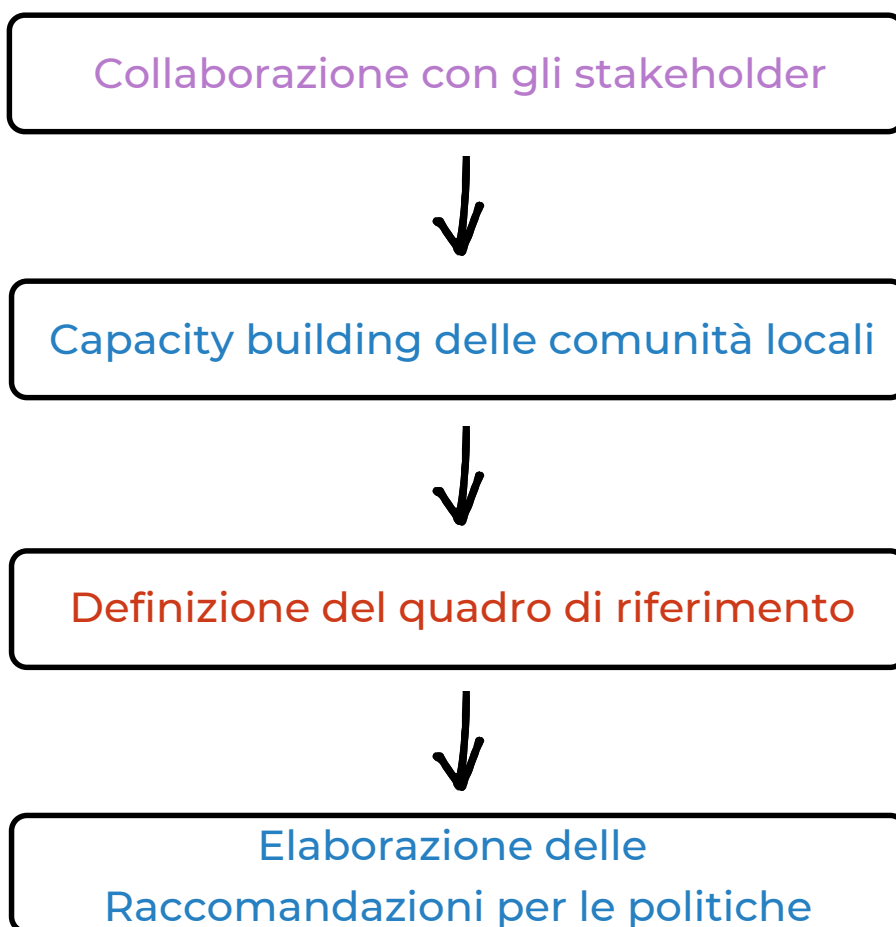 Collaborazione con gli stakeholder
Capacity building delle comunità locali
Definizione del quadro di riferimento
Elaborazione delle
Raccomandazioni per le politiche